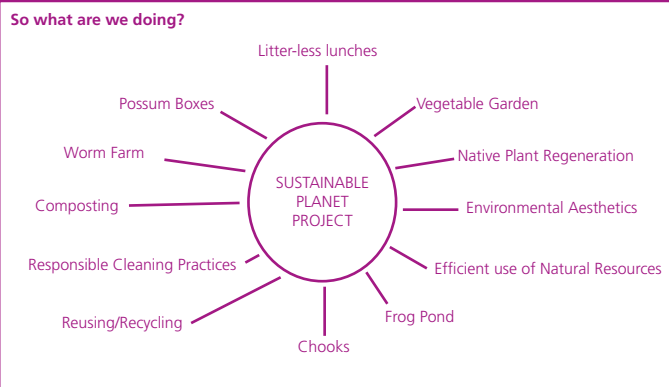 So what are we doing?
Litter-less lunches
Possum Boxes
Vegetable Garden
Worm Farm
Native Plant Regeneration
SUSTAINABLE
PLANET
PROJECT
Composting
Environmental Aesthetics
Responsible Cleaning Practices
Efficient use of Natural Resources
Reusing/Recycling
Frog Pond
Chooks